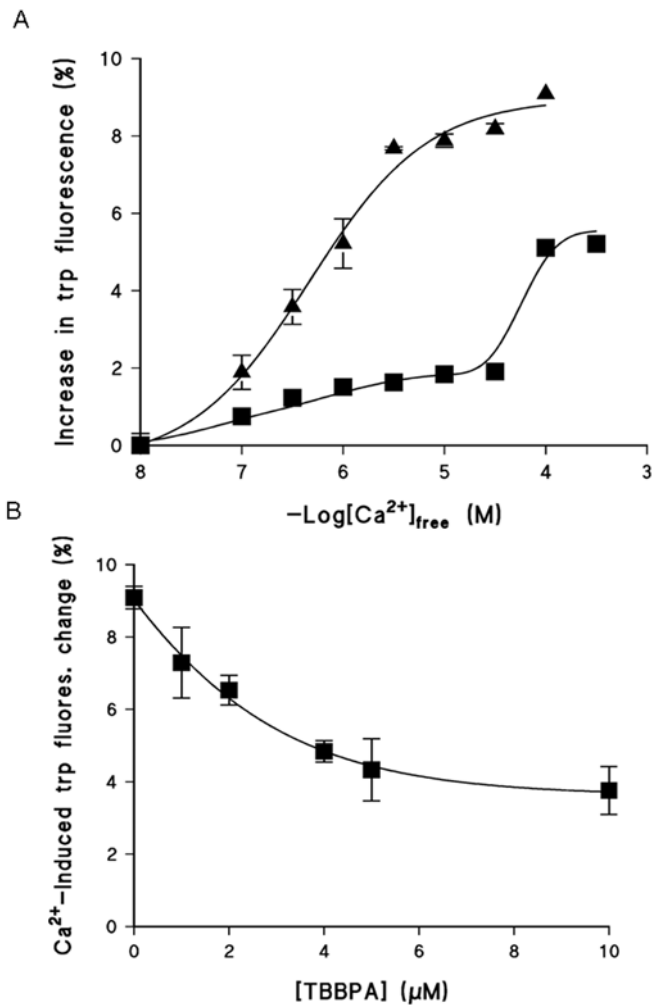 A
Increase in trp fluorescence (%)
10
8
6
4
2
0
8 7 6 5 4 3
−Log[Ca²⁺]free (M)
B
Ca²⁺-Induced trp fluores. change (%)
10
8
6
4
2
0
0 2 4 6 8 10
[TBBPA] (μM)